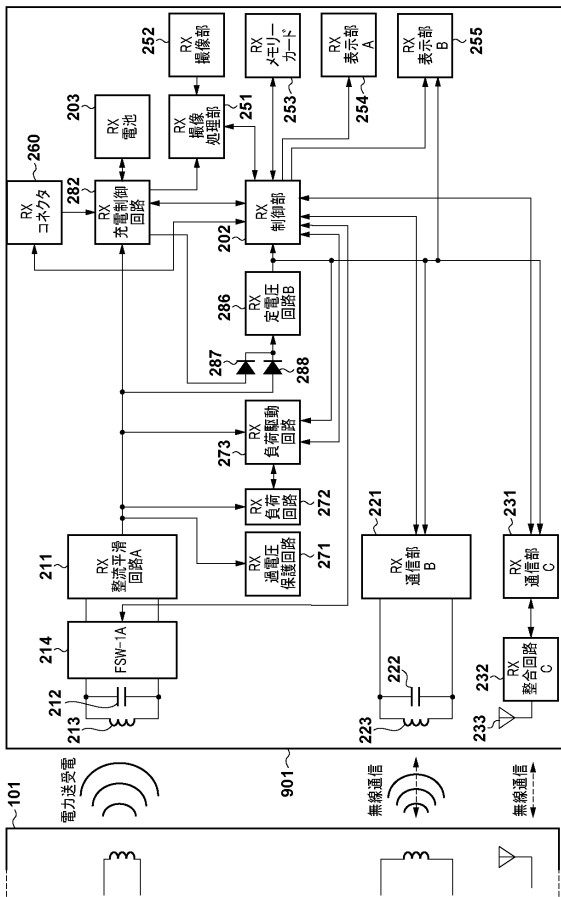 101
電力送受電
無線通信
無線通信
901
213
212
214
FSW-1A
211
RX
整流平滑
回路A
271
RX
過電圧
保護回路
272
RX
負荷回路
273
RX
負荷駆動
回路
287
288
286
RX
定電圧
回路B
202
RX
制御部
260
RX
コネクタ
282
RX
充電制御
回路
203
RX
電池
251
RX
撮像
処理部
252
RX
撮像部
253
RX
メモリー
カード
254
RX
表示部
A
255
RX
表示部
B
223
222
221
RX
通信部
B
233
232
RX
整合回路
C
231
RX
通信部
C